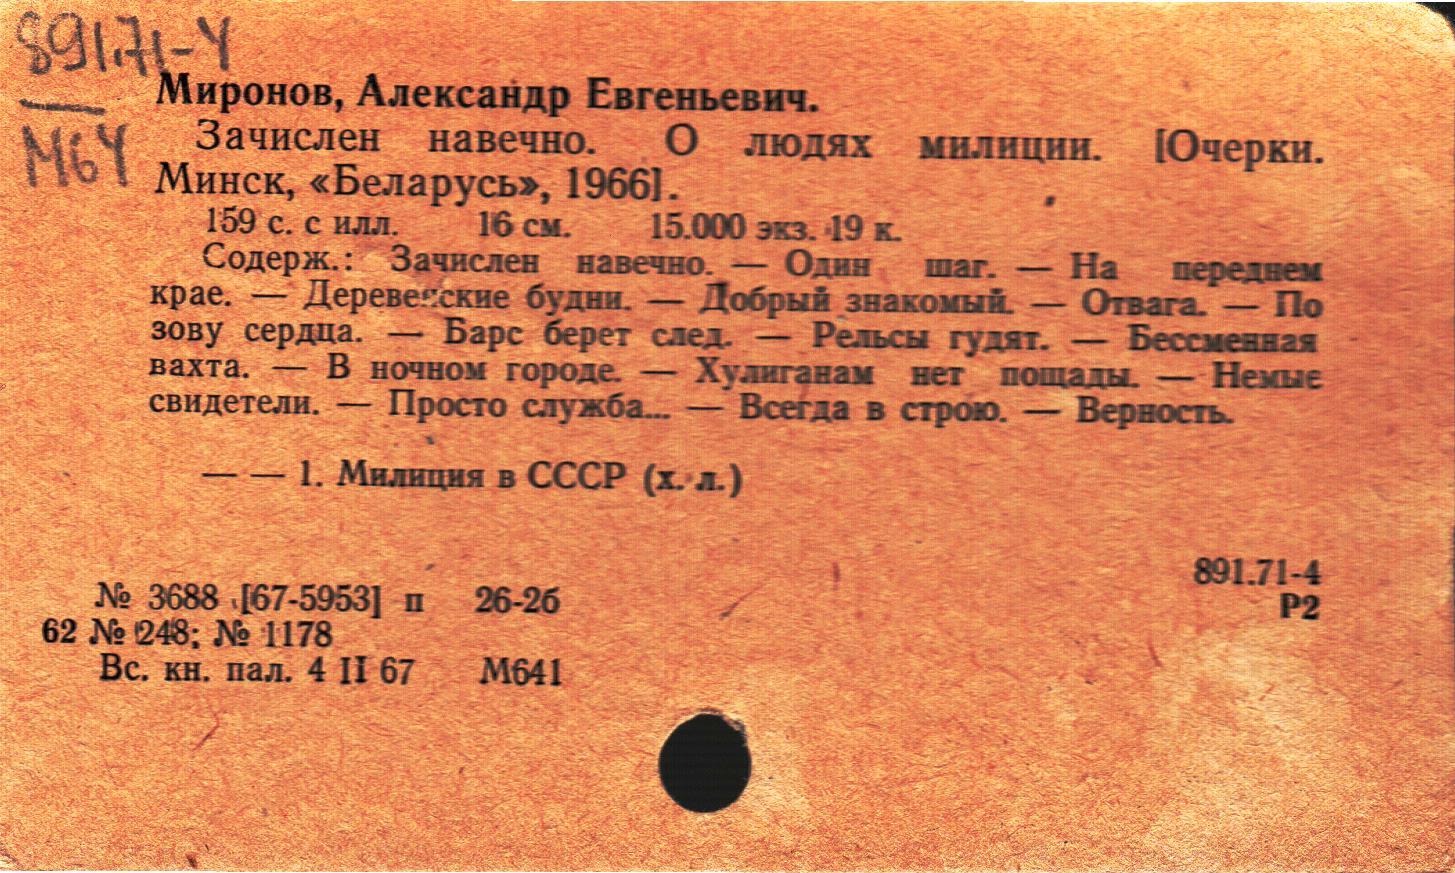 891.71-4
М64
Миронов, Александр Евгеньевич.
Зачислен навечно. О людях милиции. [Очерки.
Минск, «Беларусь», 1966].
159 с. с илл. 16 см. 15.000 экз. 19 к.
Содерж.: Зачислен навечно. — Один шаг. — На переднем
крае. — Деревенские будни. — Добрый знакомый. — Отвага. — По
зову сердца. — Барс берет след. — Рельсы гудят. — Бессменная
вахта. — В ночном городе. — Хулиганам нет пощады. — Немые
свидетели. — Просто служба... — Всегда в строю. — Верность.
— — 1. Милиция в СССР (х. л.)
891.71-4
Р2
№ 3688 [67-5953] п 26-2б
62 № 248; № 1178
Вс. кн. пал. 4 II 67 М641